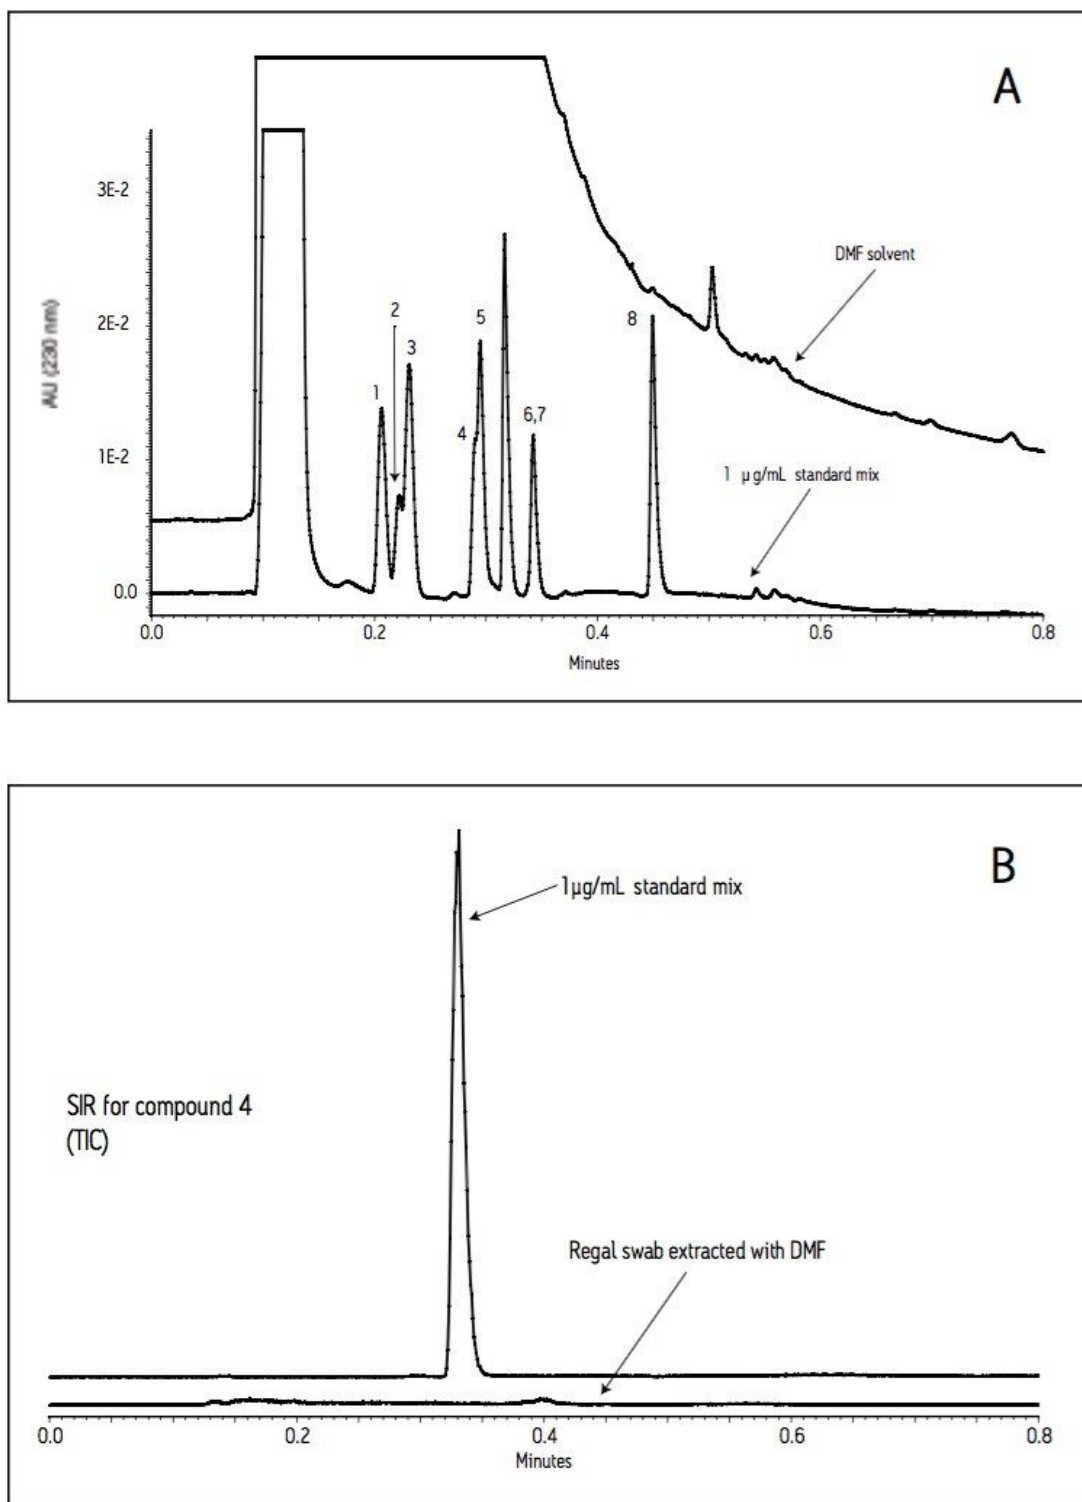 A
3E-2
DMF solvent
2E-2
AU (230 nm)
2
5
8
3
1
6,7
4
1E-2
1 µg/mL standard mix
0.0
0.0 0.2 0.4 0.6 0.8
Minutes
B
1µg/mL standard mix
SIR for compound 4
(TIC)
Regal swab extracted with DMF
0.0 0.2 0.4 0.6 0.8
Minutes